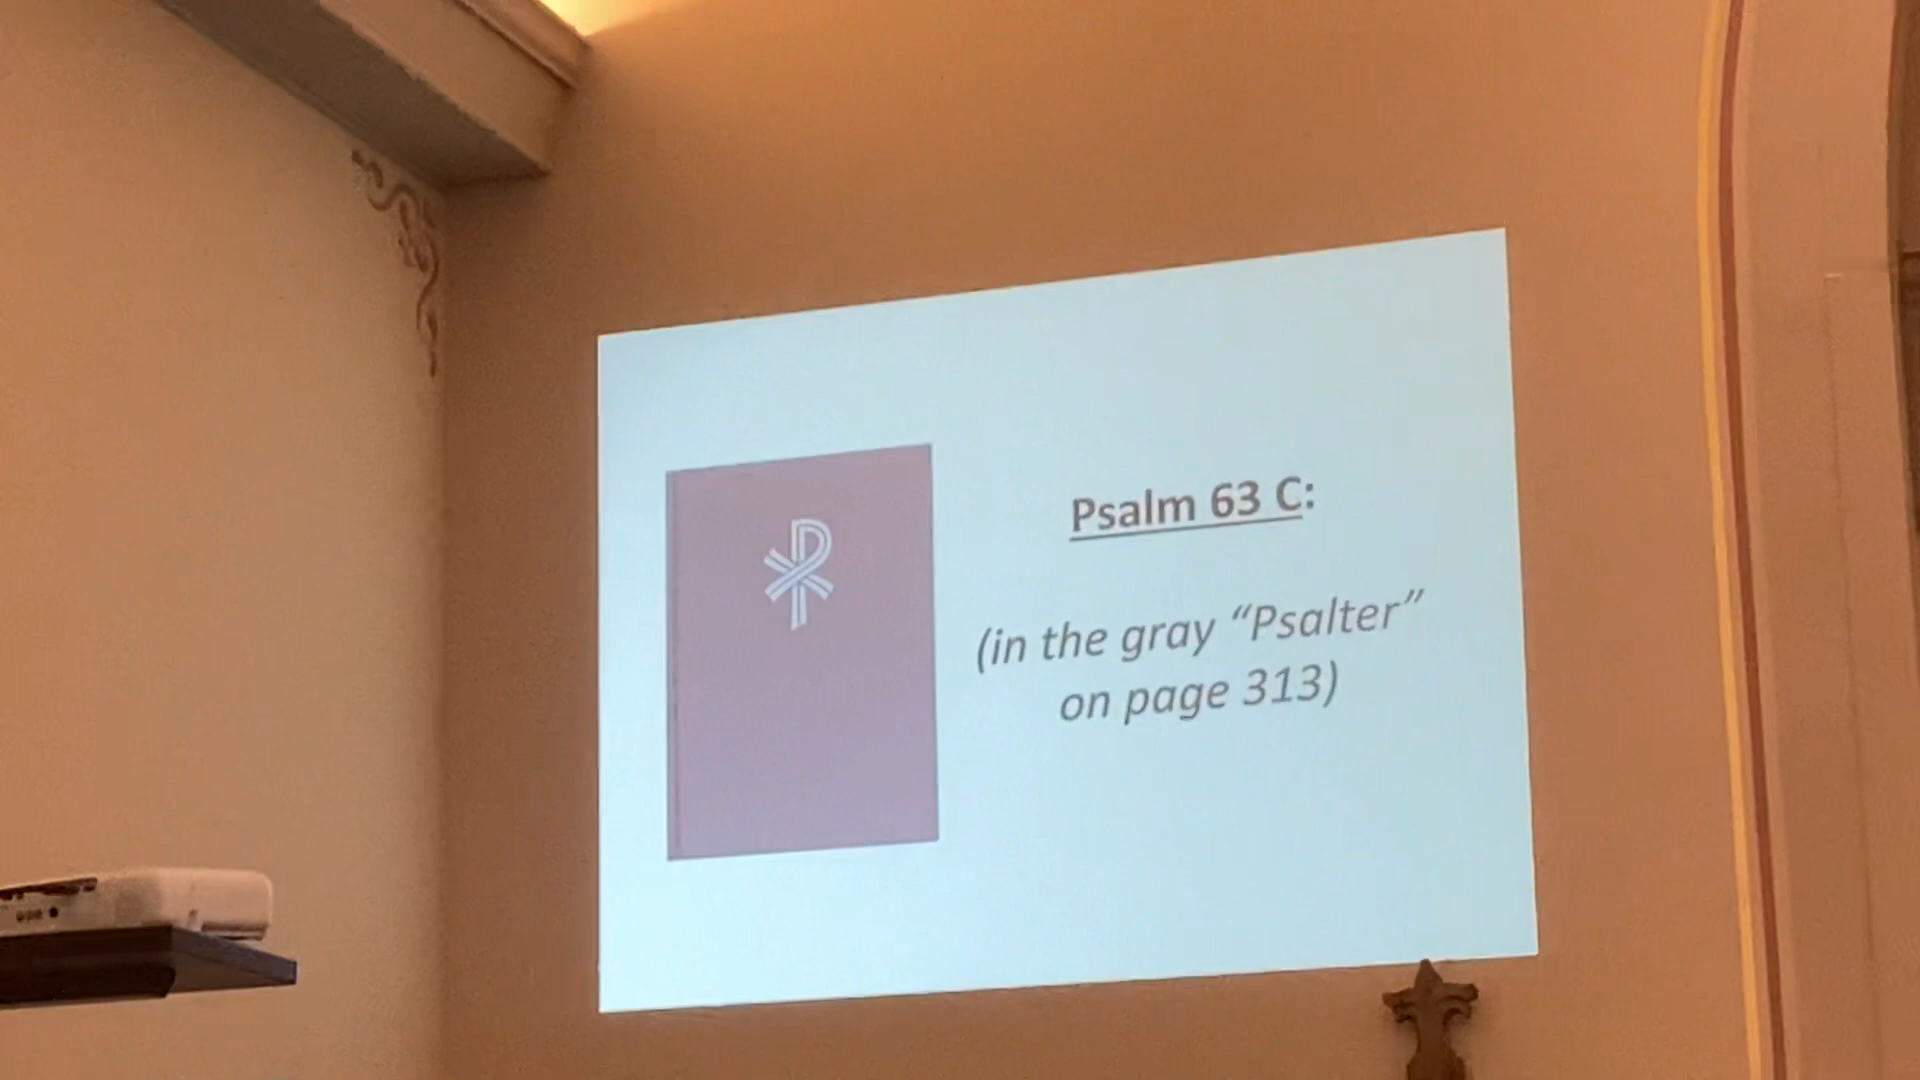 Psalm 63 C:
(in the gray “Psalter”
on page 313)